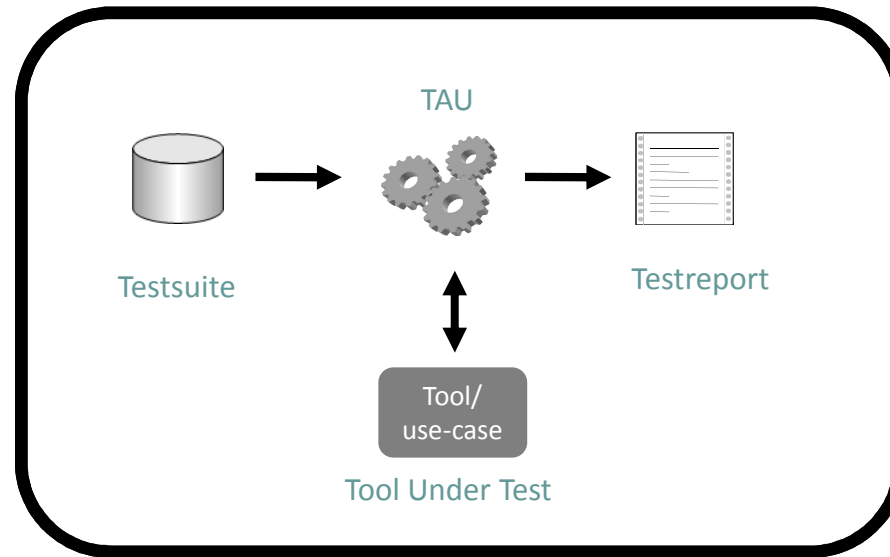 TAU
Testsuite
Testreport
Tool/
use-case
Tool Under Test